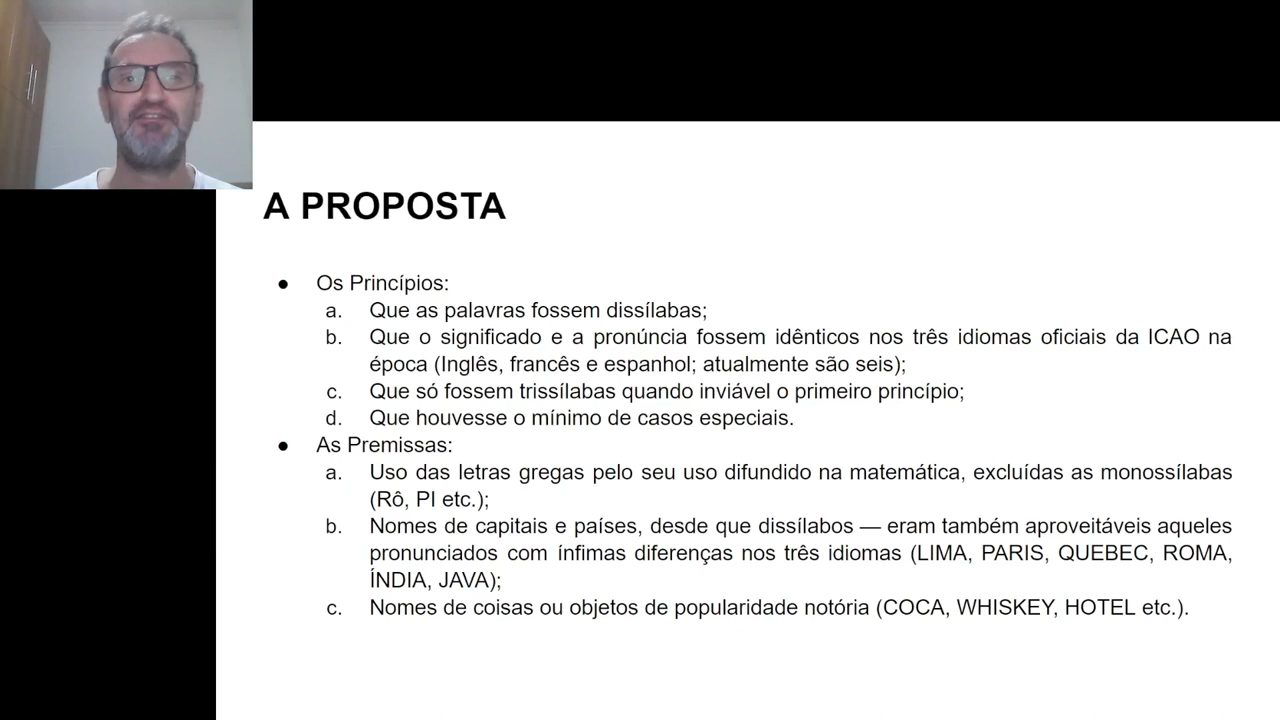 A PROPOSTA
● Os Princípios:
a. Que as palavras fossem dissílabas;
b. Que o significado e a pronúncia fossem idênticos nos três idiomas oficiais da ICAO na
época (Inglês, francês e espanhol; atualmente são seis);
c. Que só fossem trissílabas quando inviável o primeiro princípio;
d. Que houvesse o mínimo de casos especiais.
● As Premissas:
a. Uso das letras gregas pelo seu uso difundido na matemática, excluídas as monossílabas
(Rô, PI etc.);
b. Nomes de capitais e países, desde que dissílabos — eram também aproveitáveis aqueles
pronunciados com ínfimas diferenças nos três idiomas (LIMA, PARIS, QUEBEC, ROMA,
ÍNDIA, JAVA);
c. Nomes de coisas ou objetos de popularidade notória (COCA, WHISKEY, HOTEL etc.).